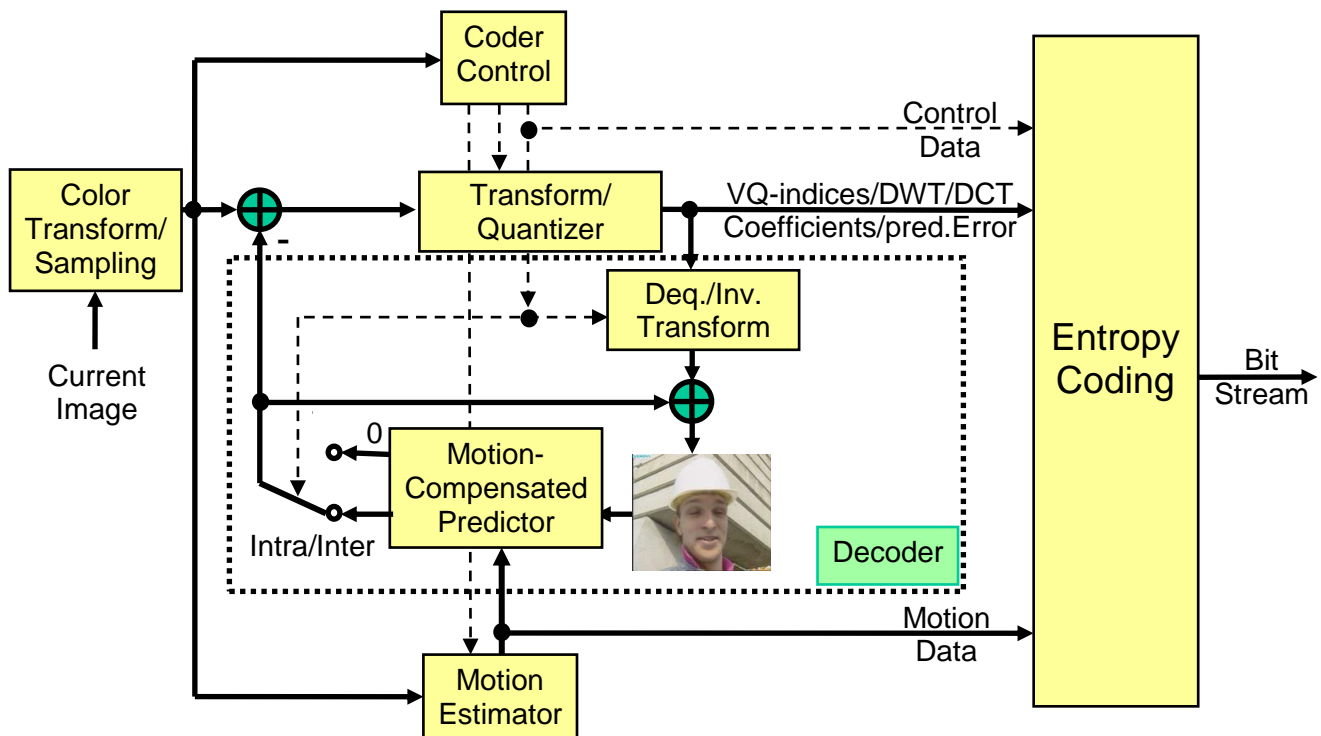 Coder
Control
Control
Data
Color
Transform/
Sampling
-
Transform/
Quantizer
VQ-indices/DWT/DCT
Coefficients/pred.Error
Deq./Inv.
Transform
Entropy
Coding
Bit
Stream
Current
Image
0
Motion-
Compensated
Predictor
Intra/Inter
Decoder
Motion
Data
Motion
Estimator